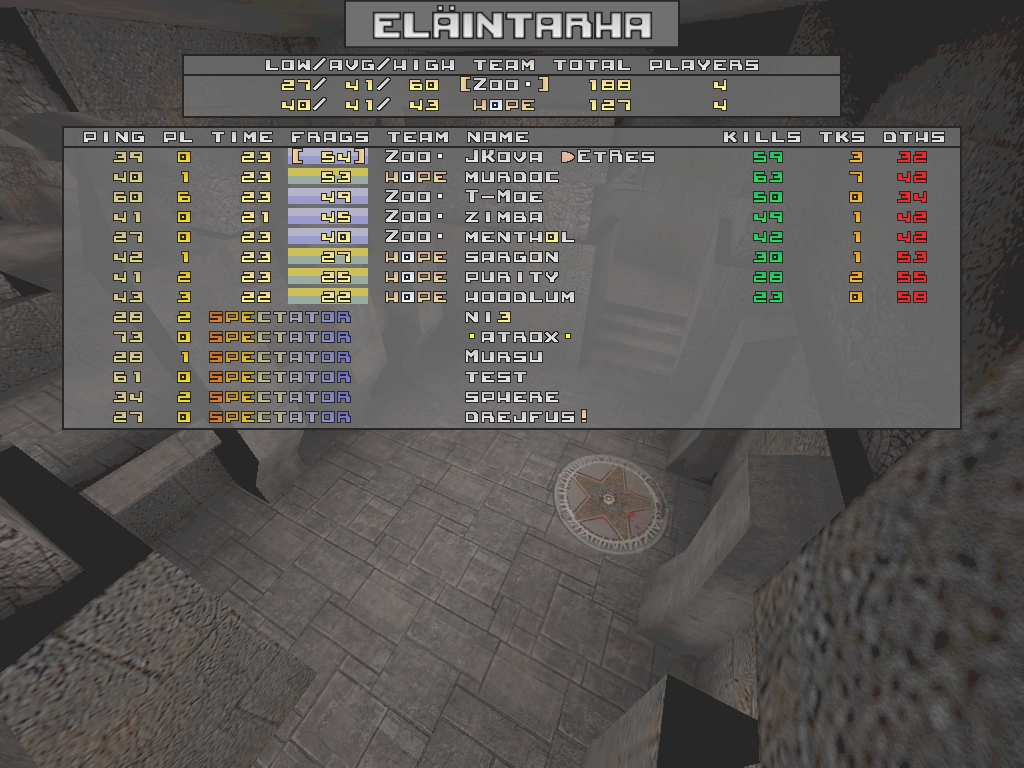 ELÄINTARHA
LOW/AVG/HIGH TEAM TOTAL PLAYERS
27/ 41/ 60 [ZOO·] 188 4
40/ 41/ 43 HOPE 127 4
PING PL TIME FRAGS TEAM NAME KILLS TKS DTHS
39 0 23 [ 54] ZOO· JKOVA DETRES 59 3 32
40 1 23 53 HOPE MURDOC 63 7 42
60 6 23 49 ZOO· T-MOE 50 0 34
41 0 21 45 ZOO· ZIMBA 49 1 42
27 0 23 40 ZOO· MENTHOL 42 1 42
42 1 23 27 HOPE SARGON 30 1 53
41 2 23 25 HOPE PURITY 28 2 55
43 3 22 22 HOPE HOODLUM 23 0 58
28 2 SPECTATOR NI3
73 0 SPECTATOR ·ATROX·
28 1 SPECTATOR MURSU
61 0 SPECTATOR TEST
34 2 SPECTATOR SPHERE
27 0 SPECTATOR DREJFUS!